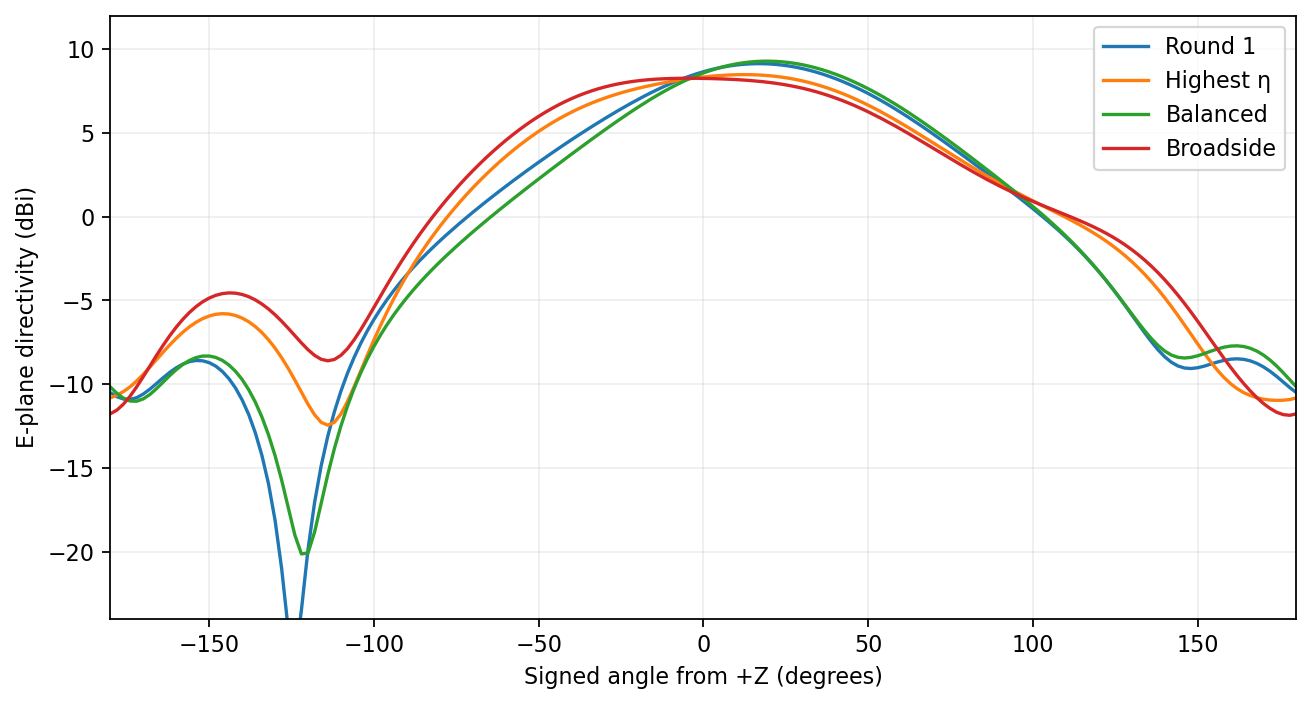 10
5
0
−5
−10
−15
−20
E-plane directivity (dBi)
Round 1
Highest η
Balanced
Broadside
−150
−100
−50
0
50
100
150
Signed angle from +Z (degrees)